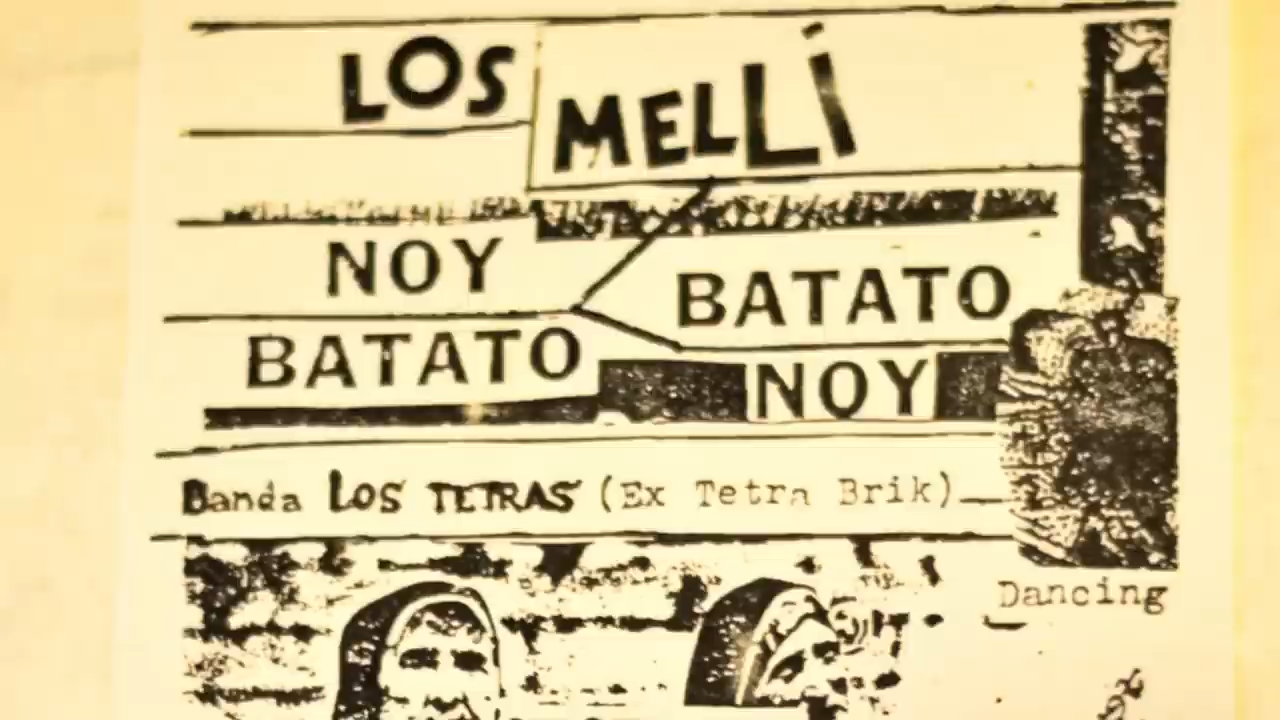 LOS MELLí
NOY BATATO
BATATO NOY
Banda LOS TETRAS (Ex Tetra Brik)
Dancing